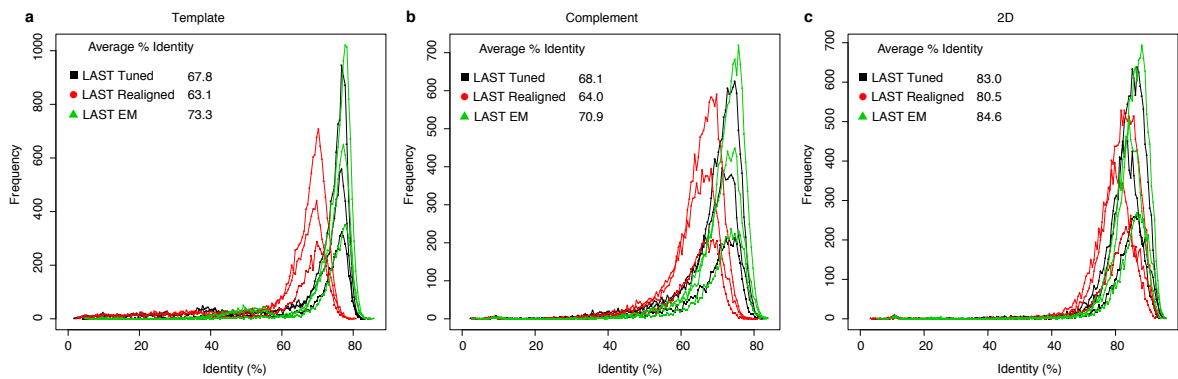 a Template
Average % Identity
LAST Tuned 67.8
LAST Realigned 63.1
LAST EM 73.3
Frequency
0 200 400 600 800 1000
0 20 40 60 80
Identity (%)
b Complement
Average % Identity
LAST Tuned 68.1
LAST Realigned 64.0
LAST EM 70.9
Frequency
0 100 200 300 400 500 600 700
0 20 40 60 80
Identity (%)
c 2D
Average % Identity
LAST Tuned 83.0
LAST Realigned 80.5
LAST EM 84.6
Frequency
0 100 200 300 400 500 600 700
0 20 40 60 80
Identity (%)